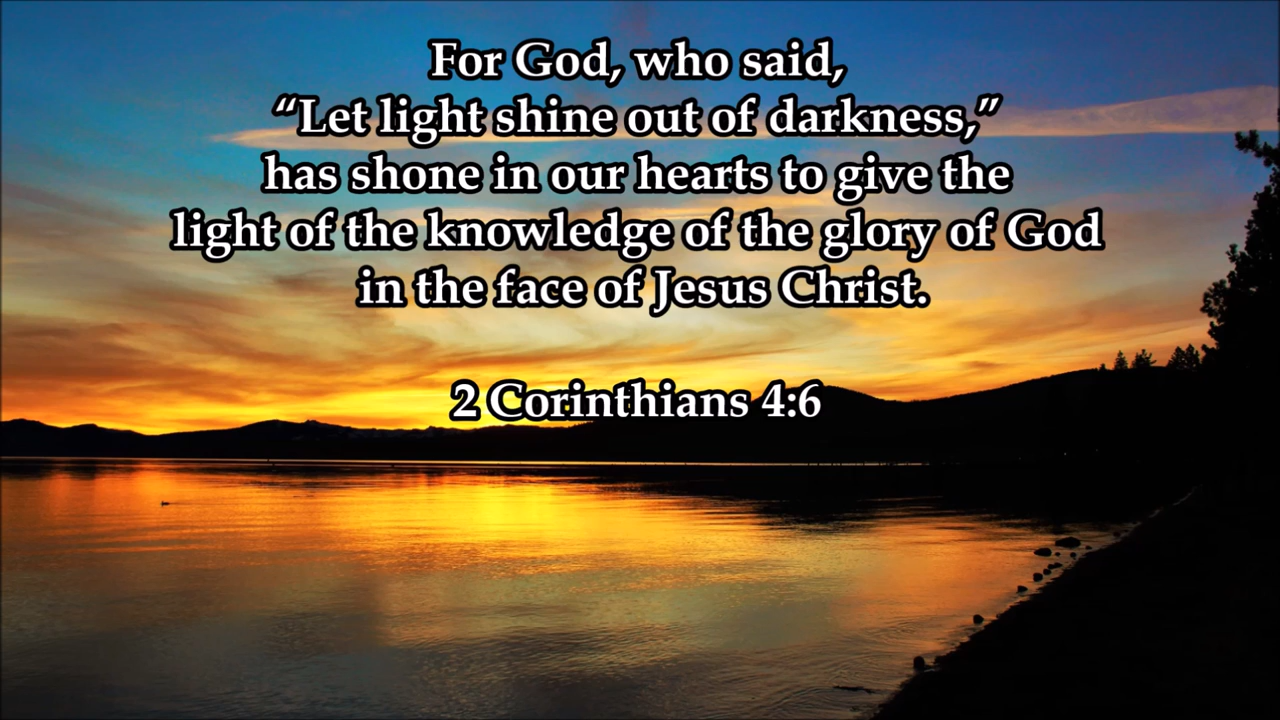 For God, who said,
“Let light shine out of darkness,”
has shone in our hearts to give the
light of the knowledge of the glory of God
in the face of Jesus Christ.
2 Corinthians 4:6